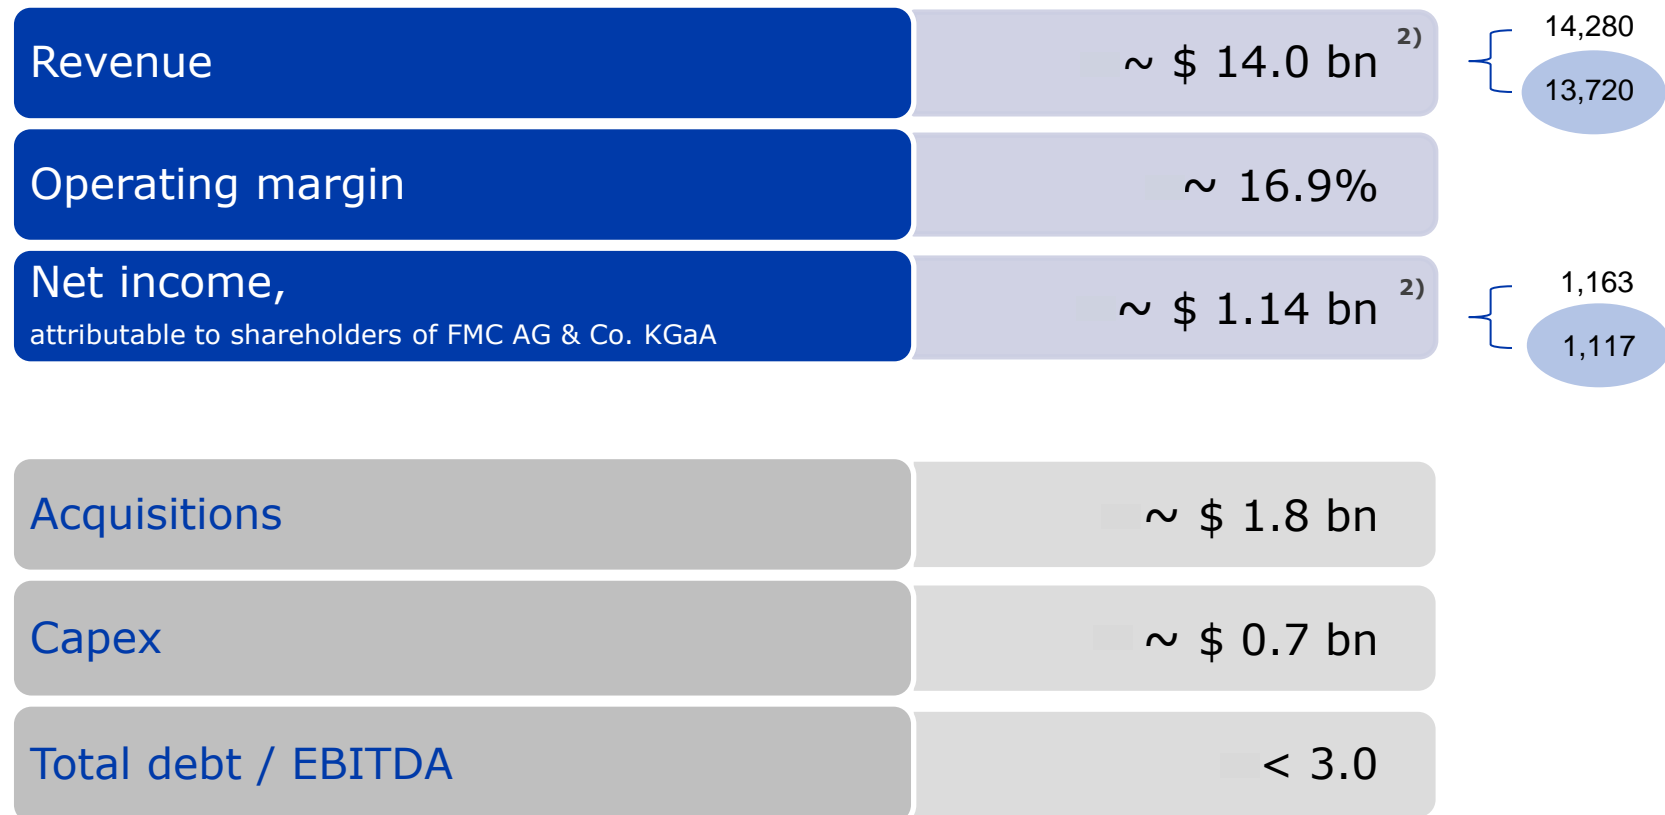 Revenue
~ $ 14.0 bn 2)
14,280
13,720
Operating margin
~ 16.9%
Net income,
attributable to shareholders of FMC AG & Co. KGaA
~ $ 1.14 bn 2)
1,163
1,117
Acquisitions
~ $ 1.8 bn
Capex
~ $ 0.7 bn
Total debt / EBITDA
< 3.0